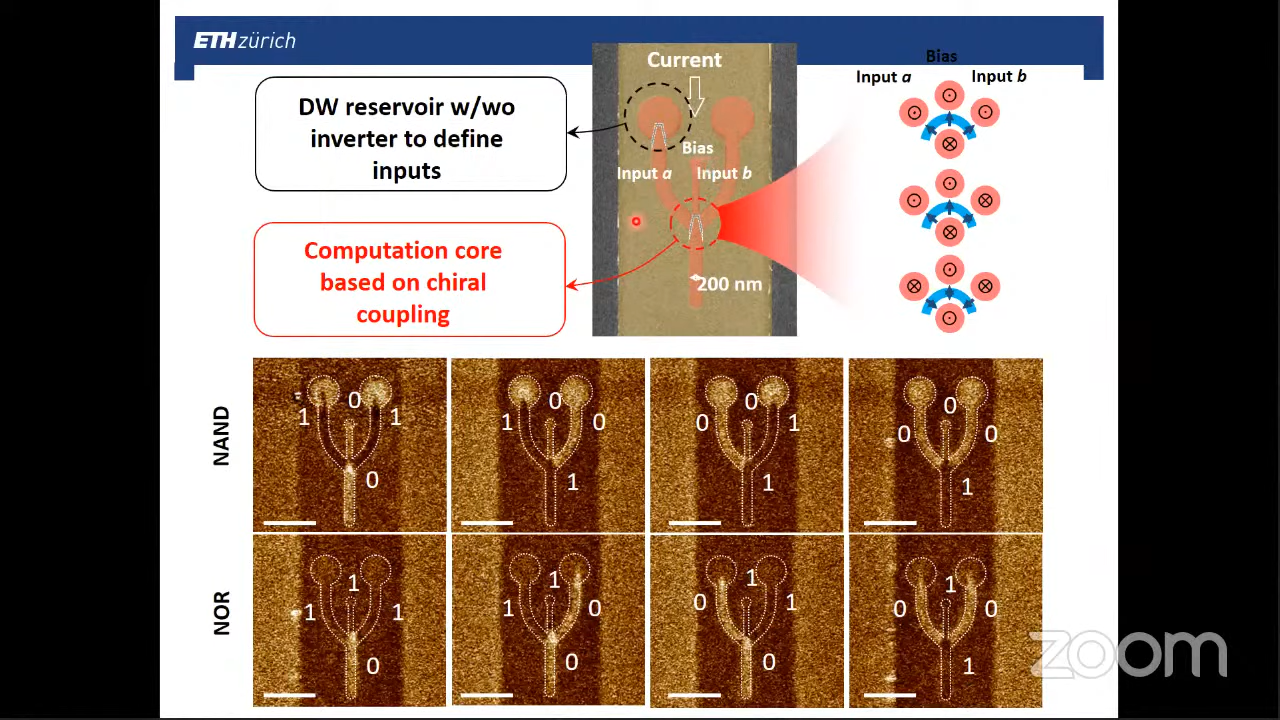 ETH zürich
DW reservoir w/wo
inverter to define
inputs
Computation core
based on chiral
coupling
Current
Bias
Input a
Input b
200 nm
Bias
Input a
Input b
NAND
1 0 1
0
1 0 0
1
0 0 1
1
0 0 0
1
NOR
1 1 1
0
1 1 0
0
0 1 1
0
0 1 0
1
zoom